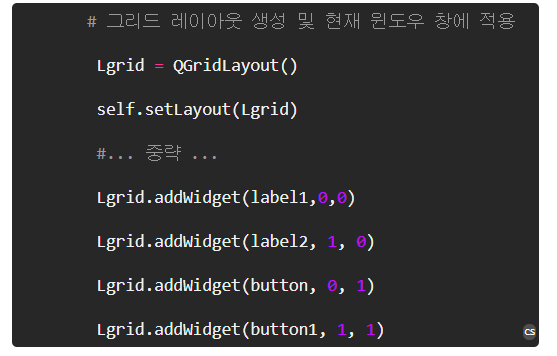 # 그리드 레이아웃 생성 및 현재 윈도우 창에 적용
Lgrid = QGridLayout()
self.setLayout(Lgrid)
#... 중략 ...
Lgrid.addWidget(label1,0,0)
Lgrid.addWidget(label2, 1, 0)
Lgrid.addWidget(button, 0, 1)
Lgrid.addWidget(button1, 1, 1)
CS